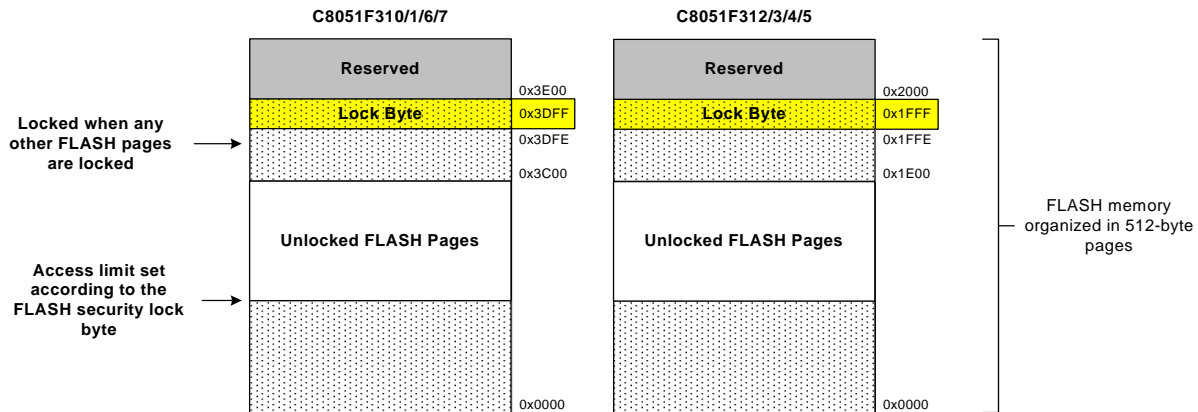 C8051F310/1/6/7
Reserved
0x3E00
Lock Byte
0x3DFF
0x3DFE
0x3C00
Unlocked FLASH Pages
0x0000
Locked when any
other FLASH pages
are locked
Access limit set
according to the
FLASH security lock
byte
C8051F312/3/4/5
Reserved
0x2000
Lock Byte
0x1FFF
0x1FFE
0x1E00
Unlocked FLASH Pages
0x0000
FLASH memory
organized in 512-byte
pages